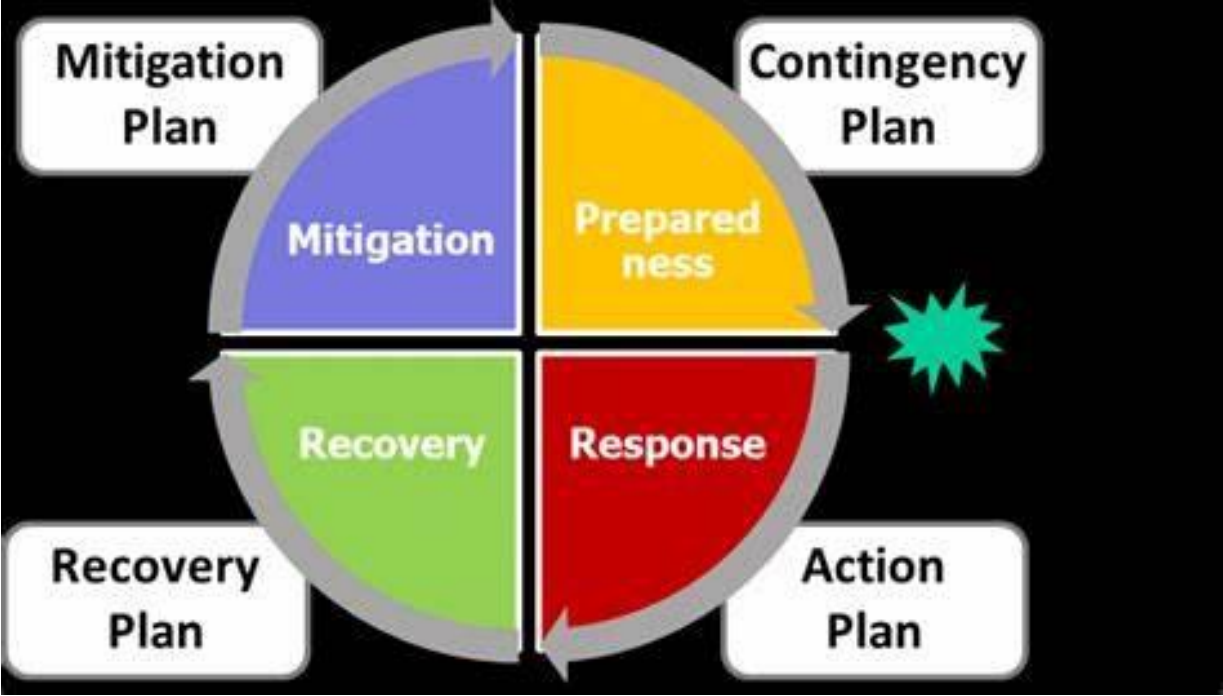 Mitigation
Plan
Contingency
Plan
Mitigation
Prepared
ness
Recovery
Response
Recovery
Plan
Action
Plan